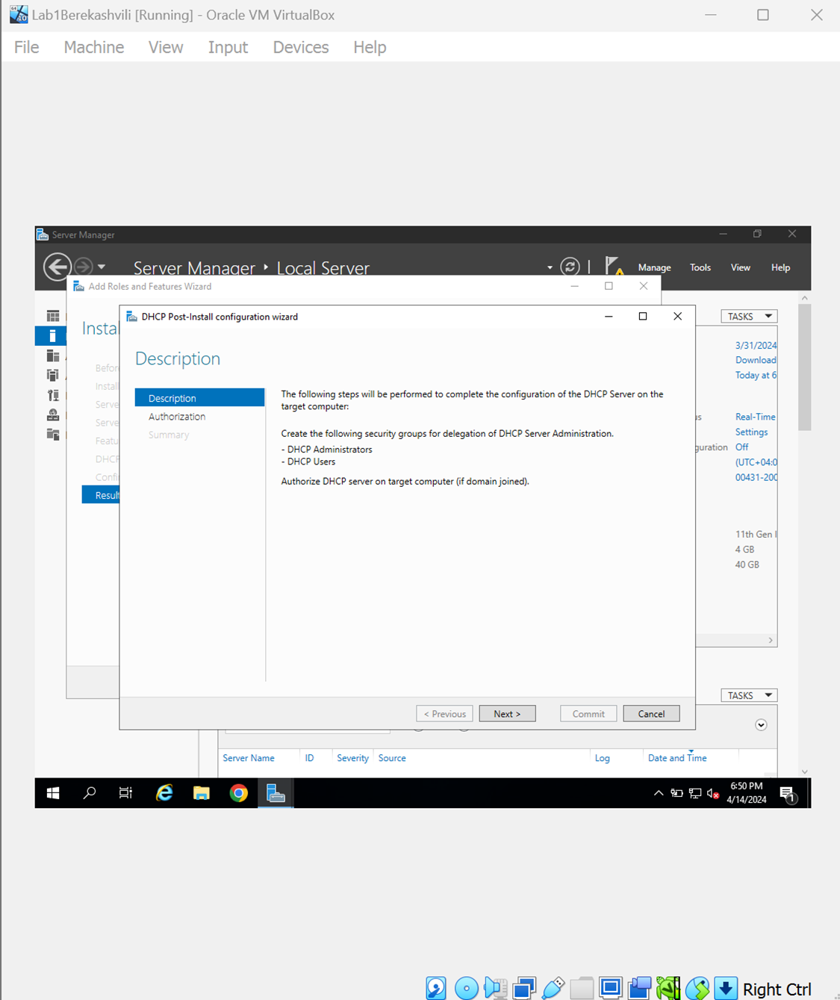 Lab1Berekashvili [Running] - Oracle VM VirtualBox
File Machine View Input Devices Help
Server Manager
Server Manager Local Server
Manage Tools View Help
Add Roles and Features Wizard
DHCP Post-Install configuration wizard
TASKS
Instal
Description
Befor
Install
Serve
Serve
Featu
DHCP
Confi
Result
Description
Authorization
Summary
The following steps will be performed to complete the configuration of the DHCP Server on the
target computer:
Create the following security groups for delegation of DHCP Server Administration.
- DHCP Administrators
- DHCP Users
Authorize DHCP server on target computer (if domain joined).
3/31/2024
Download
Today at 6
us Real-Time
Settings
guration Off
(UTC+04:0
00431-200
11th Gen I
4 GB
40 GB
< Previous Next > Commit Cancel
TASKS
Server Name ID Severity Source Log Date and Time
6:50 PM
4/14/2024
1
Right Ctrl